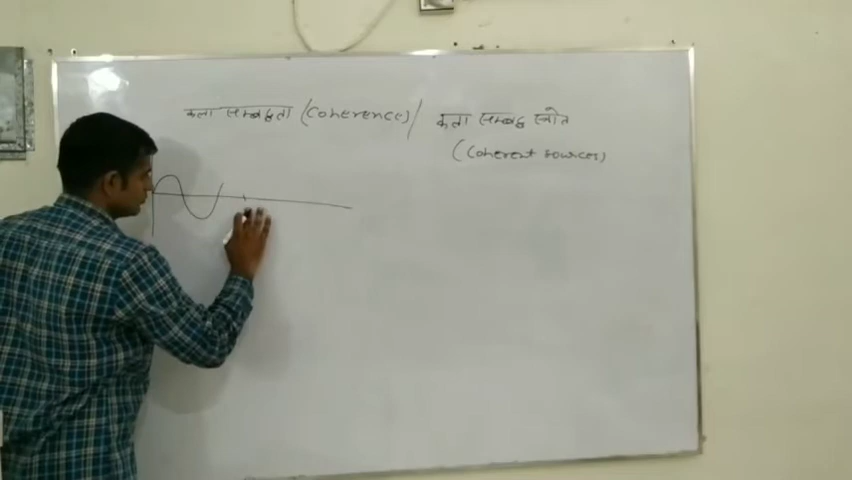 कला सम्बद्धता (Coherence)/ कला सम्बद्ध स्रोत
(Coherent sources)